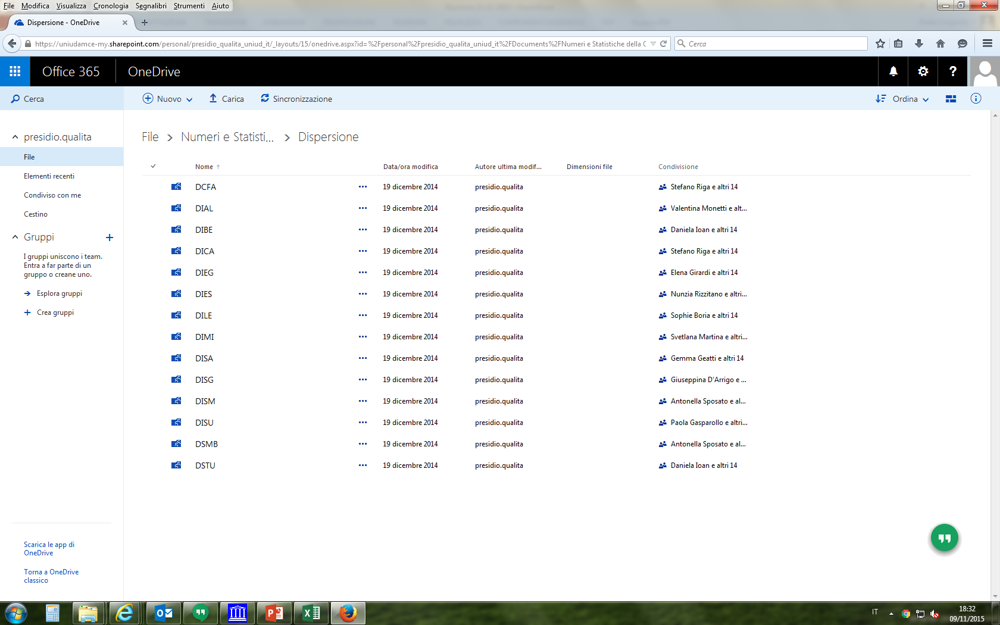 File Modifica Visualizza Cronologia Segnalibri Strumenti Aiuto
Dispersione - OneDrive
https://uniudamce-my.sharepoint.com/personal/presidio_qualita_uniud_it/_layouts/15/onedrive.aspx?id=%2Fpersonal%2Fpresidio_qualita_uniud_it%2FDocuments%2FNumeri e Statistiche della C
Cerca
Office 365 OneDrive
Cerca
Nuovo Carica Sincronizzazione Ordina
presidio.qualita
File
Elementi recenti
Condiviso con me
Cestino
Gruppi
I gruppi uniscono i team.
Entra a far parte di un
gruppo o creane uno.
Esplora gruppi
Crea gruppi
Scarica le app di
OneDrive
Torna a OneDrive
classico
File > Numeri e Statisti... > Dispersione
Nome Data/ora modifica Autore ultima modif... Dimensioni file Condivisione
DCFA ••• 19 dicembre 2014 presidio.qualita Stefano Riga e altri 14
DIAL ••• 19 dicembre 2014 presidio.qualita Valentina Monetti e alt...
DIBE ••• 19 dicembre 2014 presidio.qualita Daniela Ioan e altri 14
DICA ••• 19 dicembre 2014 presidio.qualita Stefano Riga e altri 14
DIEG ••• 19 dicembre 2014 presidio.qualita Elena Girardi e altri 14
DIES ••• 19 dicembre 2014 presidio.qualita Nunzia Rizzitano e altri...
DILE ••• 19 dicembre 2014 presidio.qualita Sophie Boria e altri 14
DIMI ••• 19 dicembre 2014 presidio.qualita Svetlana Martina e altri...
DISA ••• 19 dicembre 2014 presidio.qualita Gemma Geatti e altri 14
DISG ••• 19 dicembre 2014 presidio.qualita Giuseppina D'Arrigo e ...
DISM ••• 19 dicembre 2014 presidio.qualita Antonella Sposato e al...
DISU ••• 19 dicembre 2014 presidio.qualita Paola Gasparollo e altri...
DSMB ••• 19 dicembre 2014 presidio.qualita Antonella Sposato e al...
DSTU ••• 19 dicembre 2014 presidio.qualita Daniela Ioan e altri 14
IT
18:32
09/11/2015